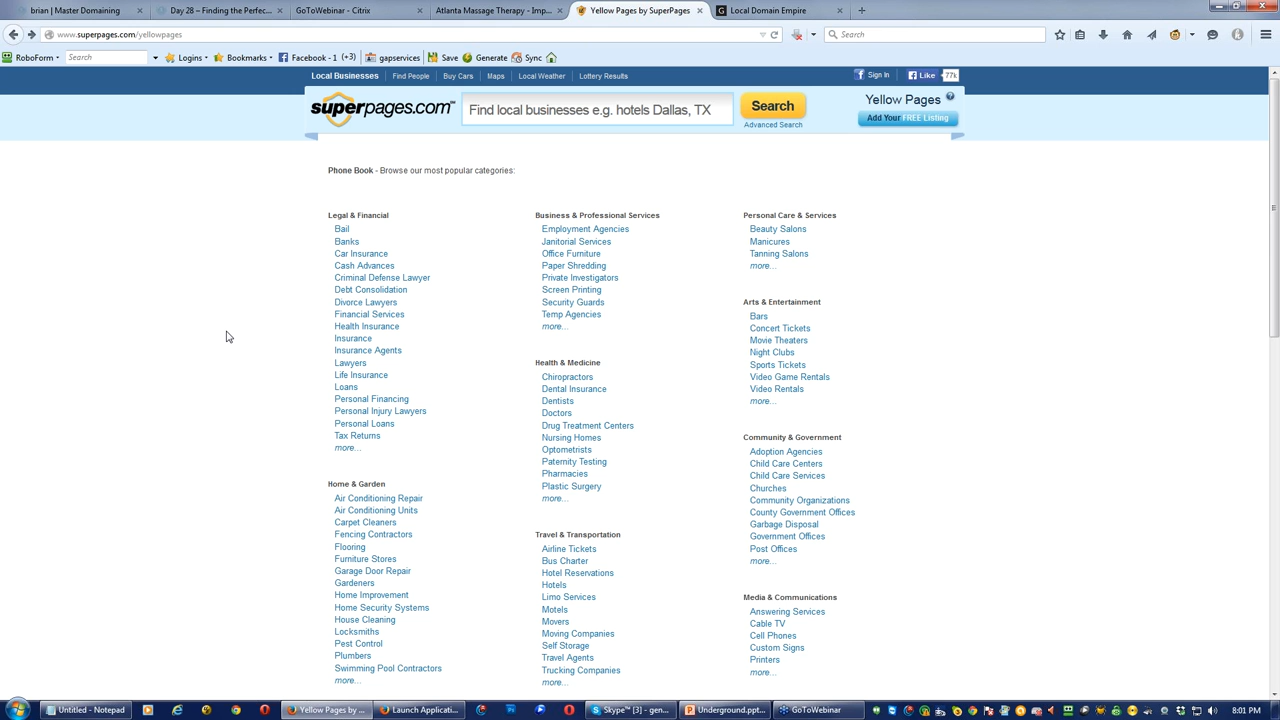 brian | Master Domaining
Day 28 – Finding the Perfec...
GoToWebinar - Citrix
Atlanta Massage Therapy - Imp...
Yellow Pages by SuperPages
Local Domain Empire
www.superpages.com/yellowpages
Search
RoboForm
Search
Logins
Bookmarks
Facebook - 1
(+3)
gapservices
Save
Generate
Sync
Local Businesses
Find People
Buy Cars
Maps
Local Weather
Lottery Results
Sign In
Like
77k
superpages.com
Find local businesses e.g. hotels Dallas, TX
Search
Advanced Search
Yellow Pages
Add Your FREE Listing
Phone Book - Browse our most popular categories:
Legal & Financial
Bail
Banks
Car Insurance
Cash Advances
Criminal Defense Lawyer
Debt Consolidation
Divorce Lawyers
Financial Services
Health Insurance
Insurance
Insurance Agents
Lawyers
Life Insurance
Loans
Personal Financing
Personal Injury Lawyers
Personal Loans
Tax Returns
more...
Home & Garden
Air Conditioning Repair
Air Conditioning Units
Carpet Cleaners
Fencing Contractors
Flooring
Furniture Stores
Garage Door Repair
Gardeners
Home Improvement
Home Security Systems
House Cleaning
Locksmiths
Pest Control
Plumbers
Swimming Pool Contractors
more...
Business & Professional Services
Employment Agencies
Janitorial Services
Office Furniture
Paper Shredding
Private Investigators
Screen Printing
Security Guards
Temp Agencies
more...
Health & Medicine
Chiropractors
Dental Insurance
Dentists
Doctors
Drug Treatment Centers
Nursing Homes
Optometrists
Paternity Testing
Pharmacies
Plastic Surgery
more...
Travel & Transportation
Airline Tickets
Bus Charter
Hotel Reservations
Hotels
Limo Services
Motels
Movers
Moving Companies
Self Storage
Travel Agents
Trucking Companies
more...
Personal Care & Services
Beauty Salons
Manicures
Tanning Salons
more...
Arts & Entertainment
Bars
Concert Tickets
Movie Theaters
Night Clubs
Sports Tickets
Video Game Rentals
Video Rentals
more...
Community & Government
Adoption Agencies
Child Care Centers
Child Care Services
Churches
Community Organizations
County Government Offices
Garbage Disposal
Government Offices
Post Offices
more...
Media & Communications
Answering Services
Cable TV
Cell Phones
Custom Signs
Printers
more...
Untitled - Notepad
Yellow Pages by ...
Launch Applicati...
Skype™ [3] - gen...
Underground.ppt...
GoToWebinar
8:01 PM